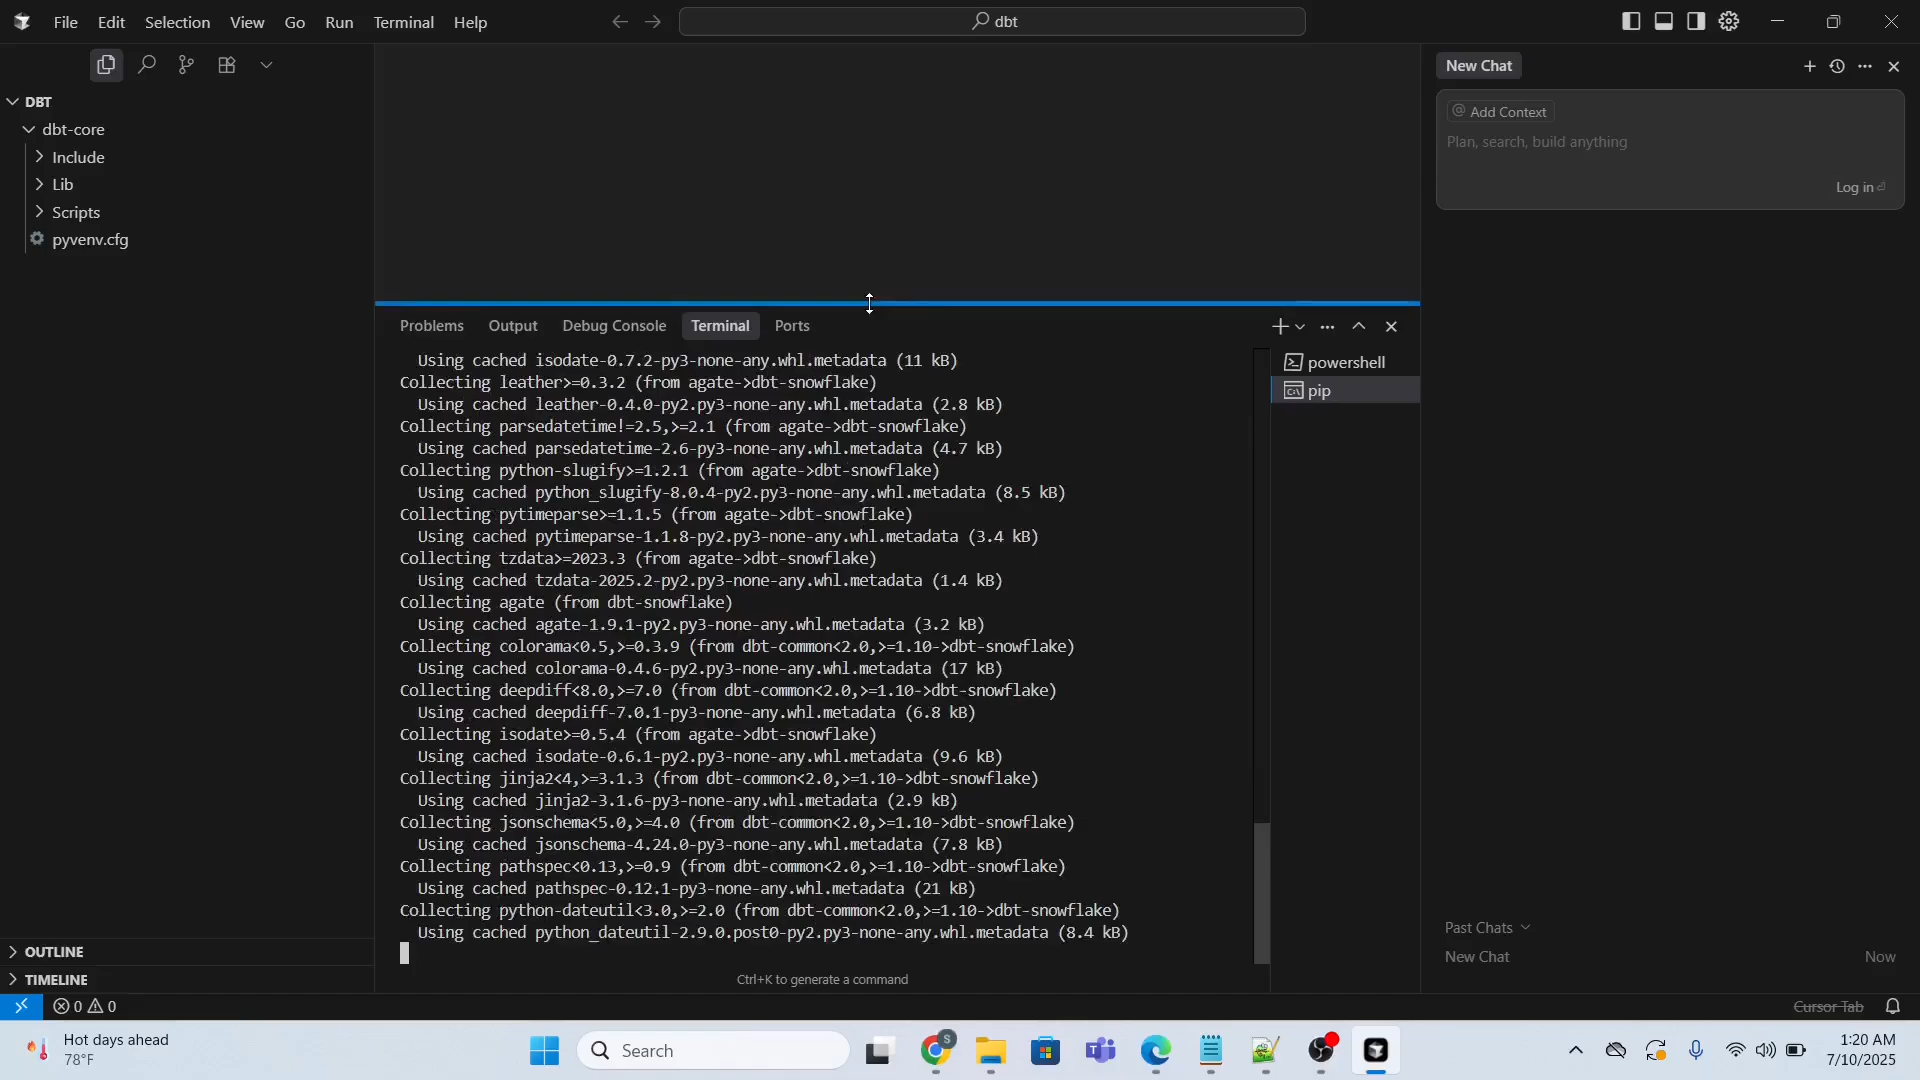 File Edit Selection View Go Run Terminal Help
dbt
DBT
dbt-core
Include
Lib
Scripts
pyvenv.cfg
OUTLINE
TIMELINE
Problems Output Debug Console Terminal Ports
Using cached isodate-0.7.2-py3-none-any.whl.metadata (11 kB)
Collecting leather>=0.3.2 (from agate->dbt-snowflake)
Using cached leather-0.4.0-py2.py3-none-any.whl.metadata (2.8 kB)
Collecting parsedatetime!=2.5,>=2.1 (from agate->dbt-snowflake)
Using cached parsedatetime-2.6-py3-none-any.whl.metadata (4.7 kB)
Collecting python-slugify>=1.2.1 (from agate->dbt-snowflake)
Using cached python_slugify-8.0.4-py2.py3-none-any.whl.metadata (8.5 kB)
Collecting pytimeparse>=1.1.5 (from agate->dbt-snowflake)
Using cached pytimeparse-1.1.8-py2.py3-none-any.whl.metadata (3.4 kB)
Collecting tzdata>=2023.3 (from agate->dbt-snowflake)
Using cached tzdata-2025.2-py2.py3-none-any.whl.metadata (1.4 kB)
Collecting agate (from dbt-snowflake)
Using cached agate-1.9.1-py2.py3-none-any.whl.metadata (3.2 kB)
Collecting colorama<0.5,>=0.3.9 (from dbt-common<2.0,>=1.10->dbt-snowflake)
Using cached colorama-0.4.6-py2.py3-none-any.whl.metadata (17 kB)
Collecting deepdiff<8.0,>=7.0 (from dbt-common<2.0,>=1.10->dbt-snowflake)
Using cached deepdiff-7.0.1-py3-none-any.whl.metadata (6.8 kB)
Collecting isodate>=0.5.4 (from agate->dbt-snowflake)
Using cached isodate-0.6.1-py2.py3-none-any.whl.metadata (9.6 kB)
Collecting jinja2<4,>=3.1.3 (from dbt-common<2.0,>=1.10->dbt-snowflake)
Using cached jinja2-3.1.6-py3-none-any.whl.metadata (2.9 kB)
Collecting jsonschema<5.0,>=4.0 (from dbt-common<2.0,>=1.10->dbt-snowflake)
Using cached jsonschema-4.24.0-py3-none-any.whl.metadata (7.8 kB)
Collecting pathspec<0.13,>=0.9 (from dbt-common<2.0,>=1.10->dbt-snowflake)
Using cached pathspec-0.12.1-py3-none-any.whl.metadata (21 kB)
Collecting python-dateutil<3.0,>=2.0 (from dbt-common<2.0,>=1.10->dbt-snowflake)
Using cached python_dateutil-2.9.0.post0-py2.py3-none-any.whl.metadata (8.4 kB)
Ctrl+K to generate a command
powershell
pip
New Chat
@ Add Context
Plan, search, build anything
Log in
Past Chats
New Chat Now
0 0
Cursor Tab
Hot days ahead
78°F
Search
S
1:20 AM
7/10/2025